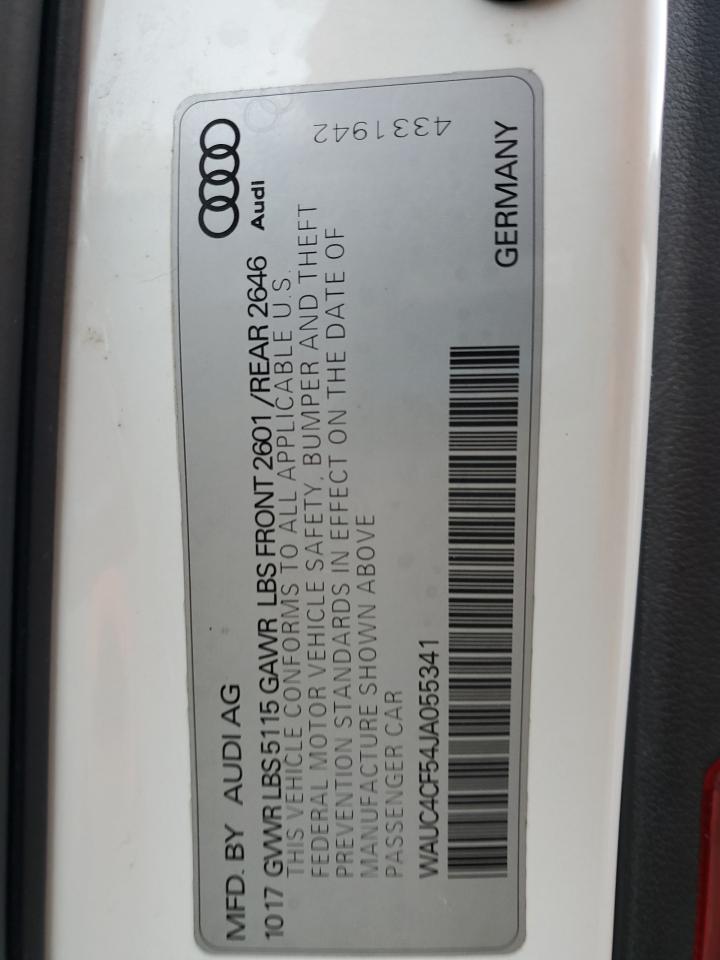 MFD. BY AUDI AG
10 17 GVWR LBS 5115 GAWR LBS FRONT 2601 /REAR 2646
Audi
THIS VEHICLE CONFORMS TO ALL APPLICABLE U.S.
FEDERAL MOTOR VEHICLE SAFETY, BUMPER AND THEFT
PREVENTION STANDARDS IN EFFECT ON THE DATE OF
MANUFACTURE SHOWN ABOVE
PASSENGER CAR
4331942
WAUC4CF54JA055341
GERMANY